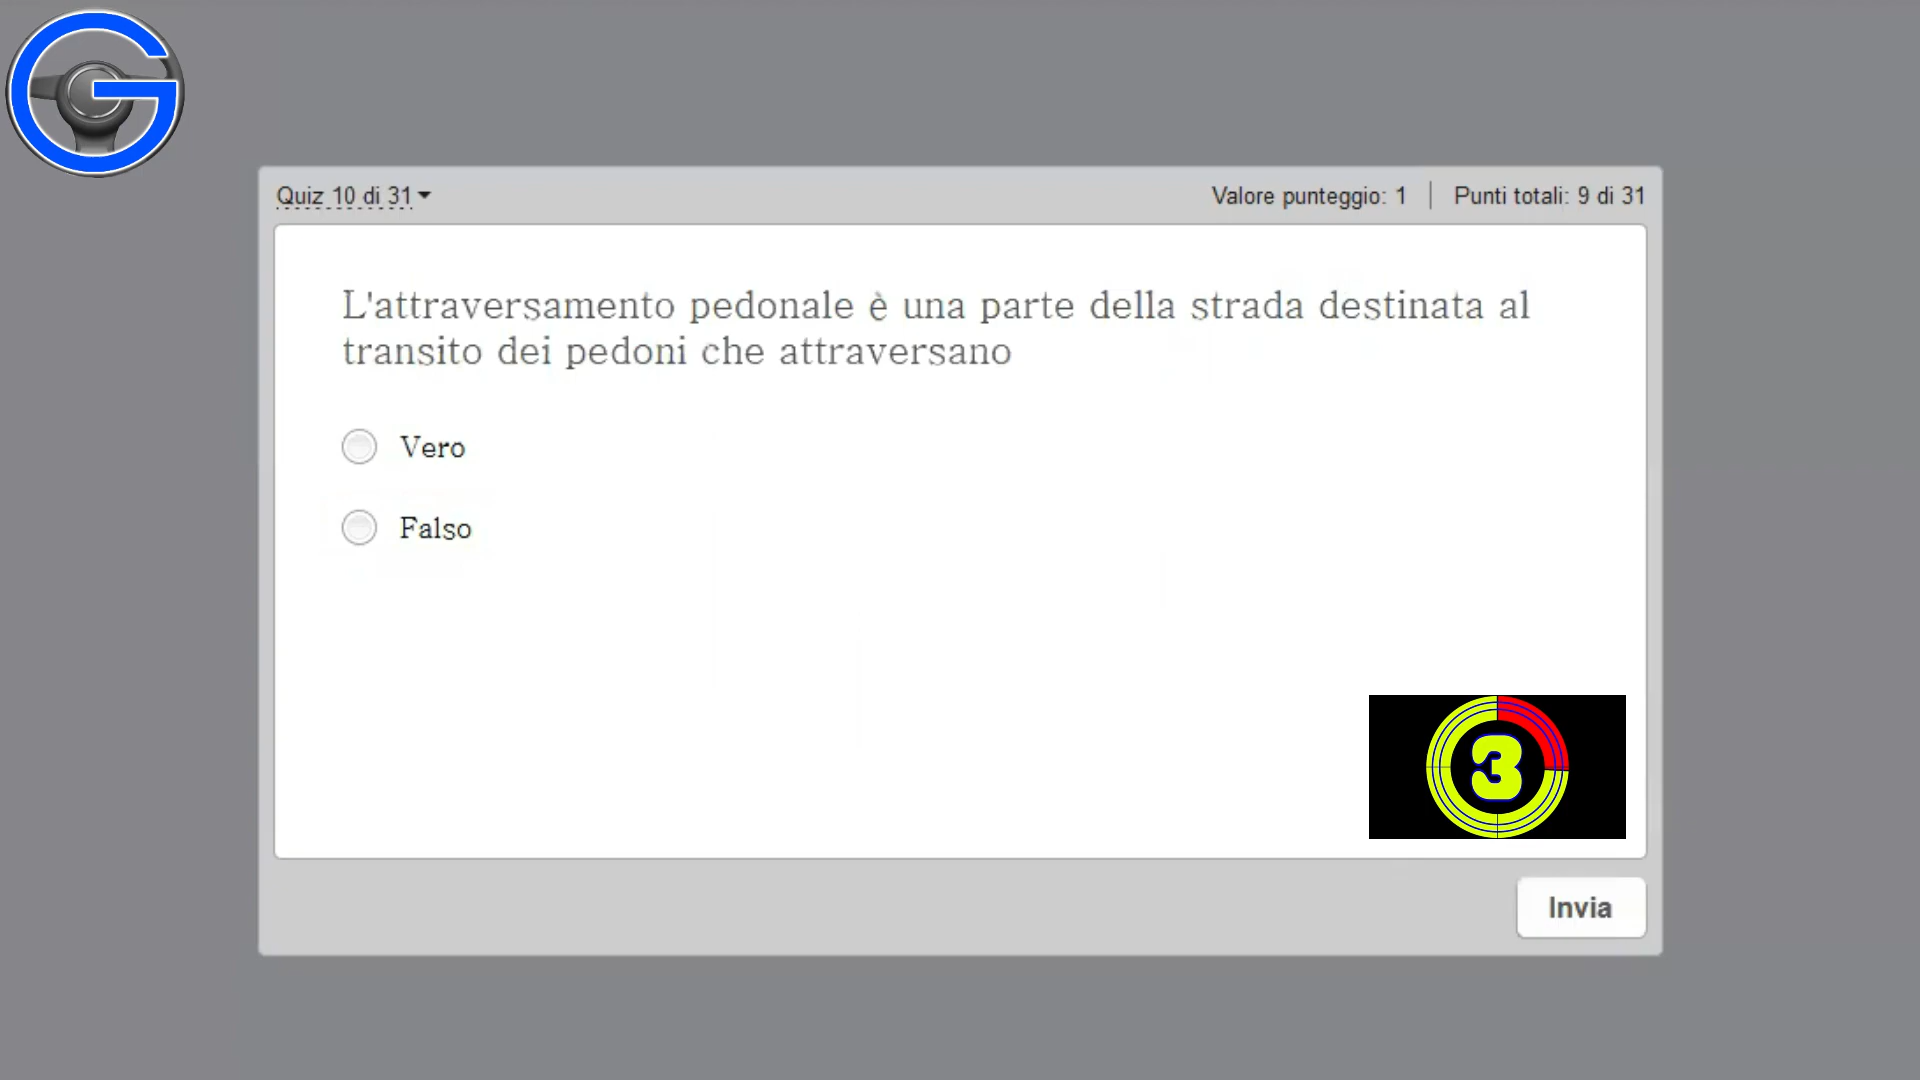 G
Quiz 10 di 31
Valore punteggio: 1 | Punti totali: 9 di 31
L'attraversamento pedonale è una parte della strada destinata al
transito dei pedoni che attraversano
Vero
Falso
3
Invia